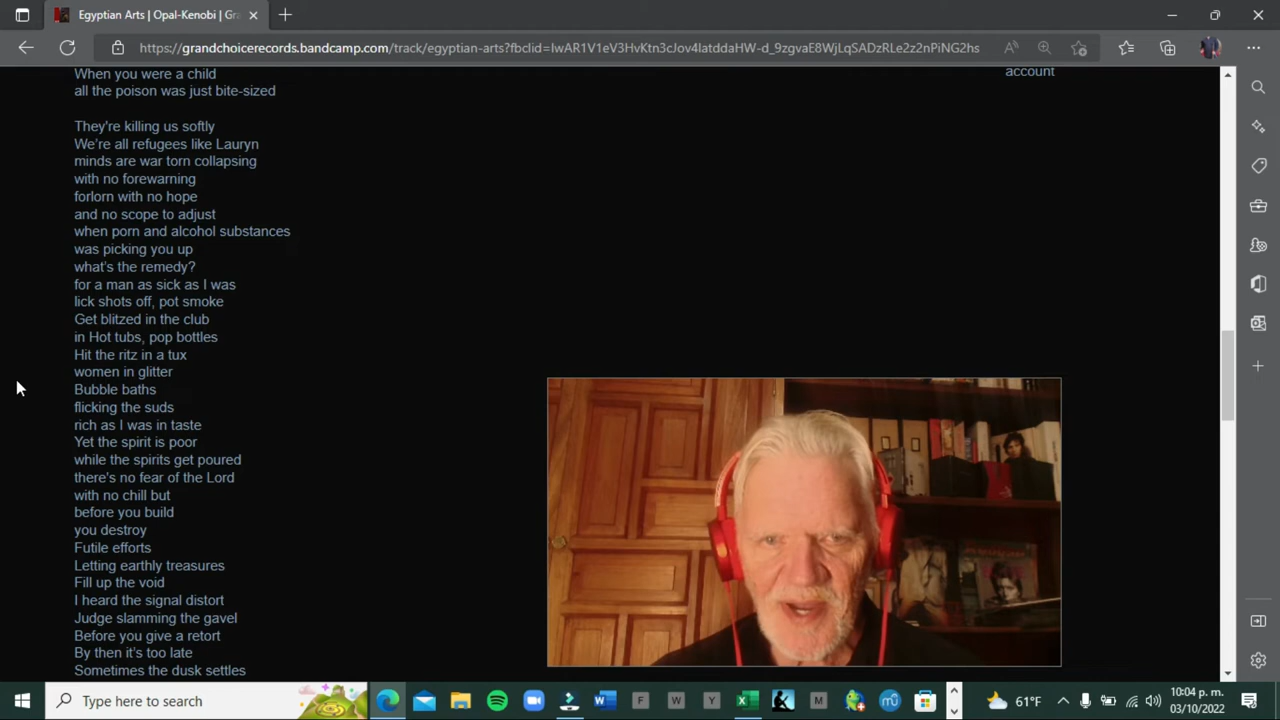 Egyptian Arts | Opal-Kenobi | Gra
https://grandchoicerecords.bandcamp.com/track/egyptian-arts?fbclid=IwAR1V1eV3HvKtn3cJov4IatddaHW-d_9zgvaE8WjLqSADzRLe2z2nPiNG2hs
When you were a child
all the poison was just bite-sized
account
They're killing us softly
We're all refugees like Lauryn
minds are war torn collapsing
with no forewarning
forlorn with no hope
and no scope to adjust
when porn and alcohol substances
was picking you up
what's the remedy?
for a man as sick as I was
lick shots off, pot smoke
Get blitzed in the club
in Hot tubs, pop bottles
Hit the ritz in a tux
women in glitter
Bubble baths
flicking the suds
rich as I was in taste
Yet the spirit is poor
while the spirits get poured
there's no fear of the Lord
with no chill but
before you build
you destroy
Futile efforts
Letting earthly treasures
Fill up the void
I heard the signal distort
Judge slamming the gavel
Before you give a retort
By then it's too late
Sometimes the dusk settles
Type here to search
F
W
Y
M
61°F
10:04 p. m.
03/10/2022